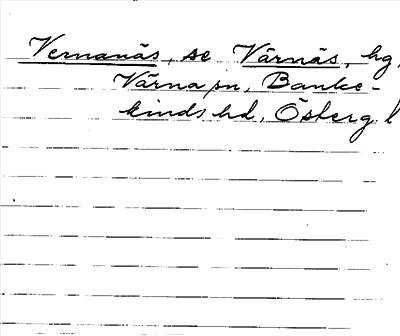 Vernanäs, se Värnäs, hg,
Värna sn, Banke-
kinds hd, Österg. l